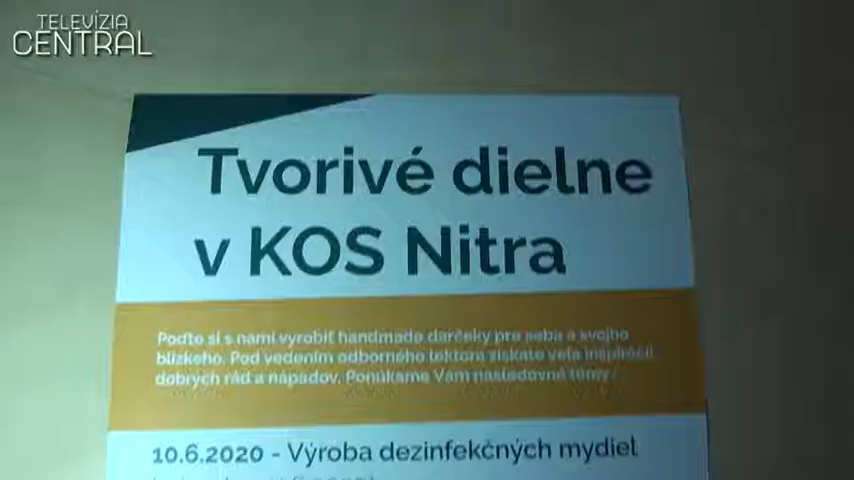 TELEVÍZIA
CENTRAL
Tvorivé dielne
v KOS Nitra
Poďte si s nami vyrobiť handmade darčeky pre seba a svojho
blízkeho. Pod vedením odborného lektora získate veľa inšpirácií,
dobrých rád a nápadov. Ponúkame Vám nasledovné témy
10.6.2020 - Výroba dezinfekčných mydiel